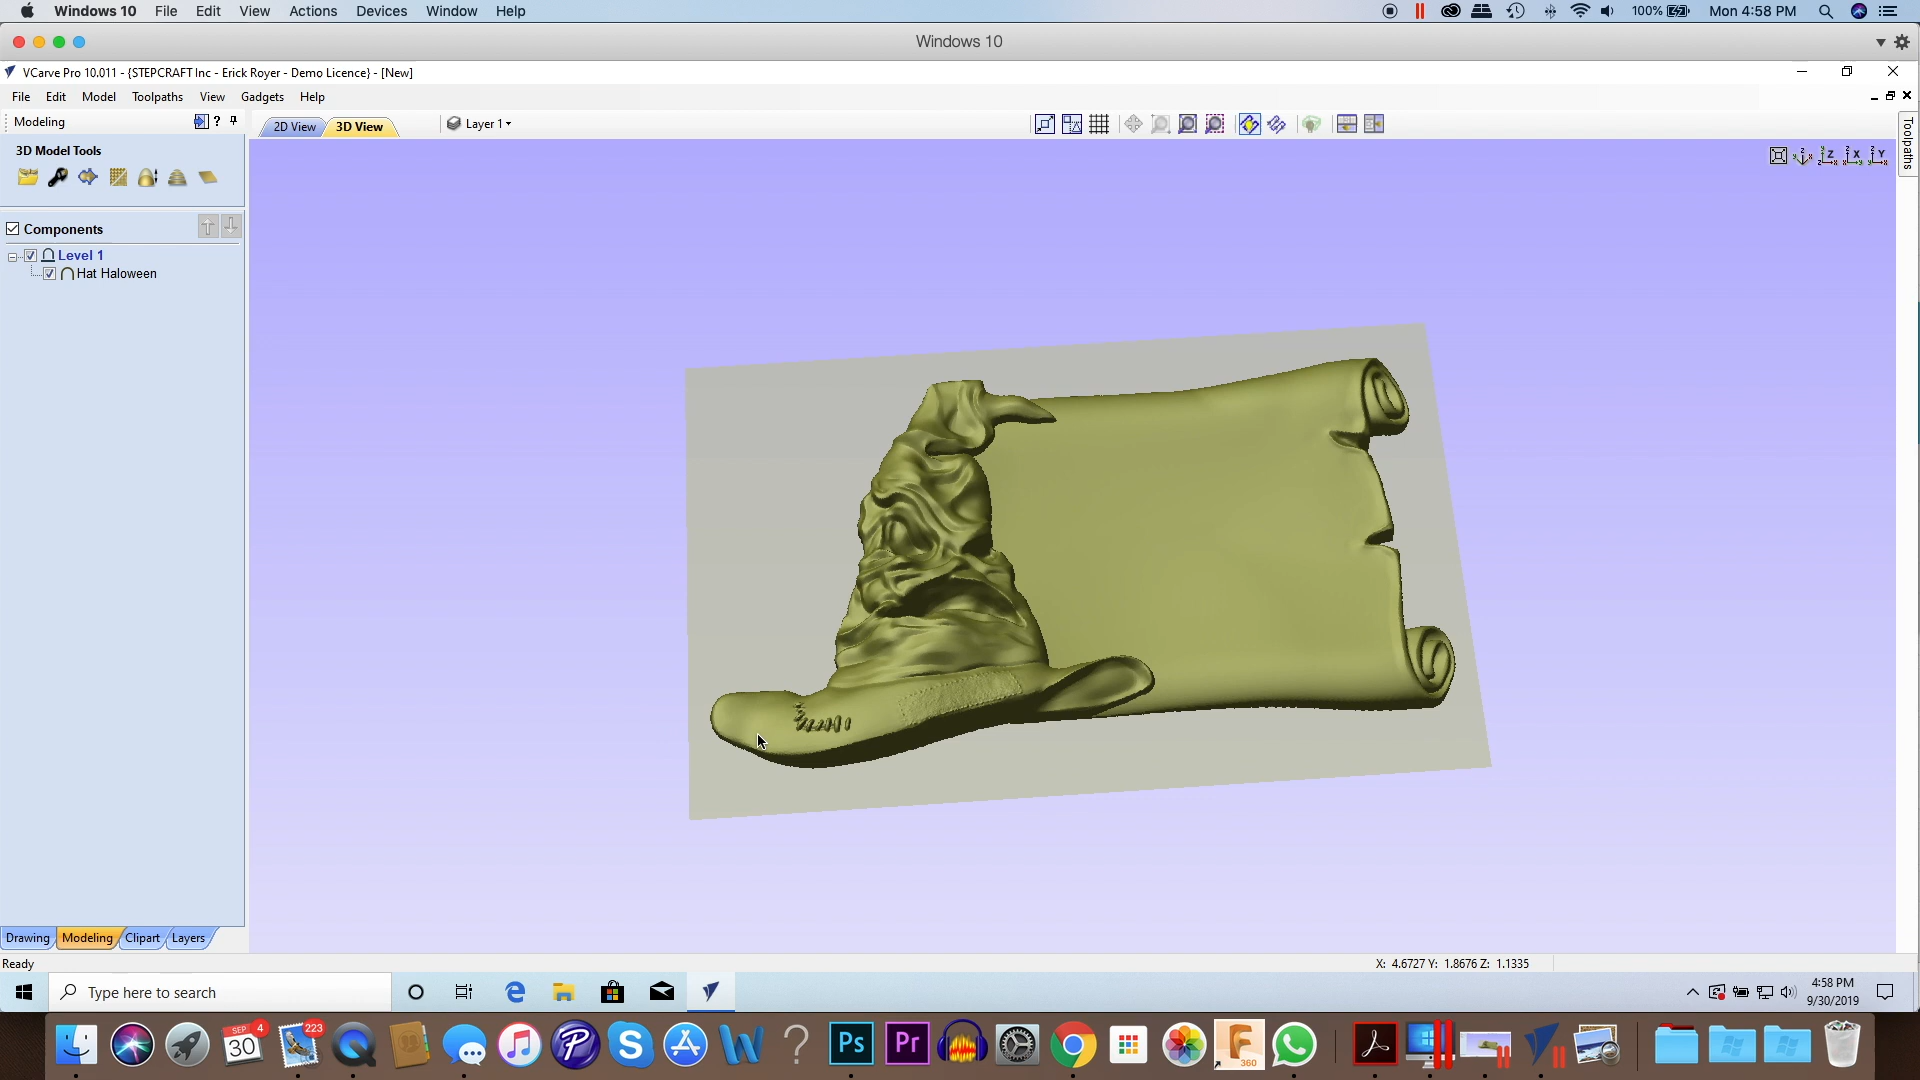 Windows 10 File Edit View Actions Devices Window Help 100% Mon 4:58 PM
Windows 10
VCarve Pro 10.011 - {STEPCRAFT Inc - Erick Royer - Demo Licence} - [New]
File Edit Model Toolpaths View Gadgets Help
Modeling ?
2D View 3D View Layer 1
Toolpaths
3D Model Tools
Z X Y
Components
Level 1
Hat Haloween
Drawing Modeling Clipart Layers
Ready X: 4.6727 Y: 1.8676 Z: 1.1335
Type here to search
4:58 PM
9/30/2019
SEP 4
30
223
Ps Pr
360